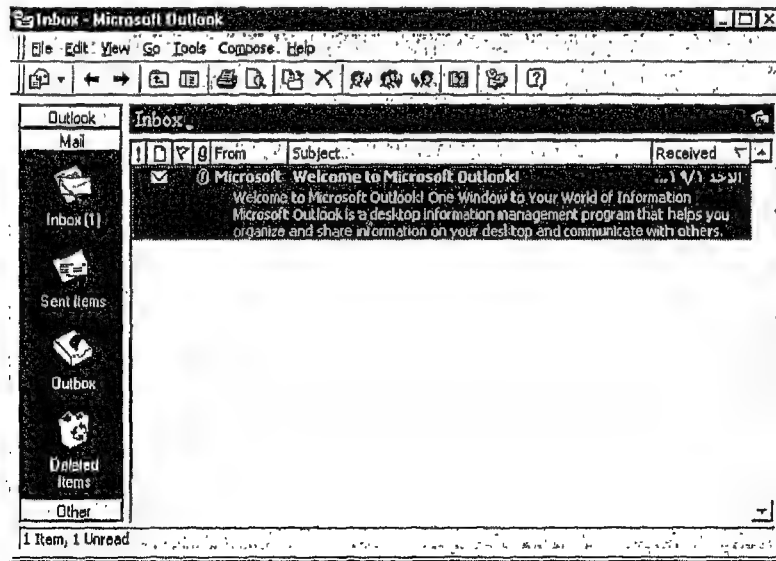 Inbox - Microsoft Outlook
File Edit View Go Tools Compose Help
Outlook
Mail
Inbox (1)
Sent Items
Outbox
Deleted Items
Other
Inbox
From Subject Received
Microsoft Welcome to Microsoft Outlook! الاحد ١٩/١...
Welcome to Microsoft Outlook! One Window to Your World of Information
Microsoft Outlook is a desktop information management program that helps you
organize and share information on your desktop and communicate with others.
1 Item, 1 Unread